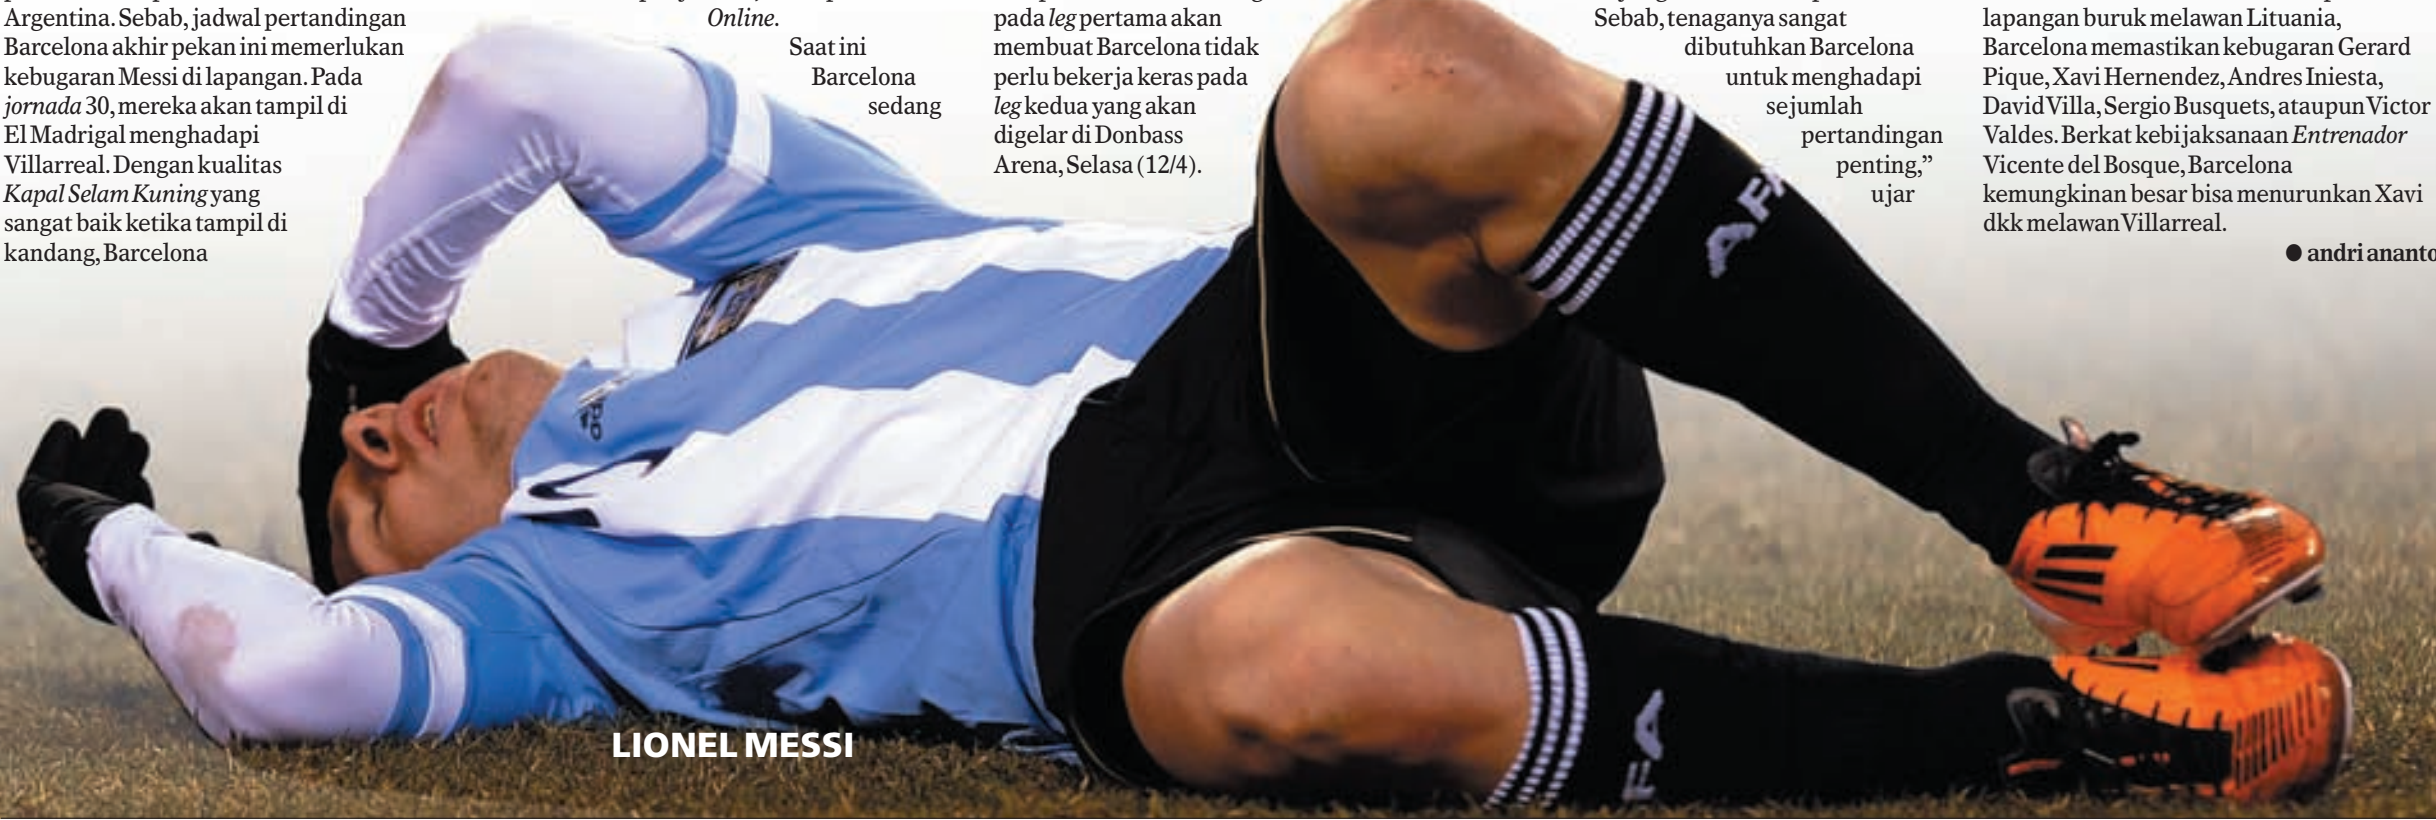 Argentina. Sebab, jadwal pertandingan
Barcelona akhir pekan ini memerlukan
kebugaran Messi di lapangan. Pada
jornada 30, mereka akan tampil di
El Madrigal menghadapi
Villarreal. Dengan kualitas
Kapal Selam Kuning yang
sangat baik ketika tampil di
kandang, Barcelona
Online.
Saat ini
Barcelona
sedang
pada leg pertama akan
membuat Barcelona tidak
perlu bekerja keras pada
leg kedua yang akan
digelar di Donbass
Arena, Selasa (12/4).
Sebab, tenaganya sangat
dibutuhkan Barcelona
untuk menghadapi
sejumlah
pertandingan
penting,”
ujar
lapangan buruk melawan Lituania,
Barcelona memastikan kebugaran Gerard
Pique, Xavi Hernendez, Andres Iniesta,
David Villa, Sergio Busquets, ataupun Victor
Valdes. Berkat kebijaksanaan Entrenador
Vicente del Bosque, Barcelona
kemungkinan besar bisa menurunkan Xavi
dkk melawan Villarreal.
● andri ananto
AFA
FA
LIONEL MESSI